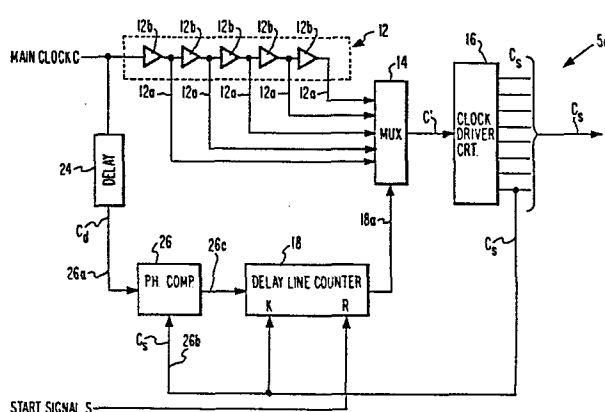 12b 12b 12b 12b 12b 12
MAIN CLOCK C
12a 12a 12a 12a 12a
14
MUX
C'
16
CLOCK
DRIVER
CRT.
Cs
Cs
24
DELAY
Cd
26a
26
PH. COMP.
26c
18
DELAY LINE COUNTER
K R
18a
Cs
26b
Cs
START SIGNAL S